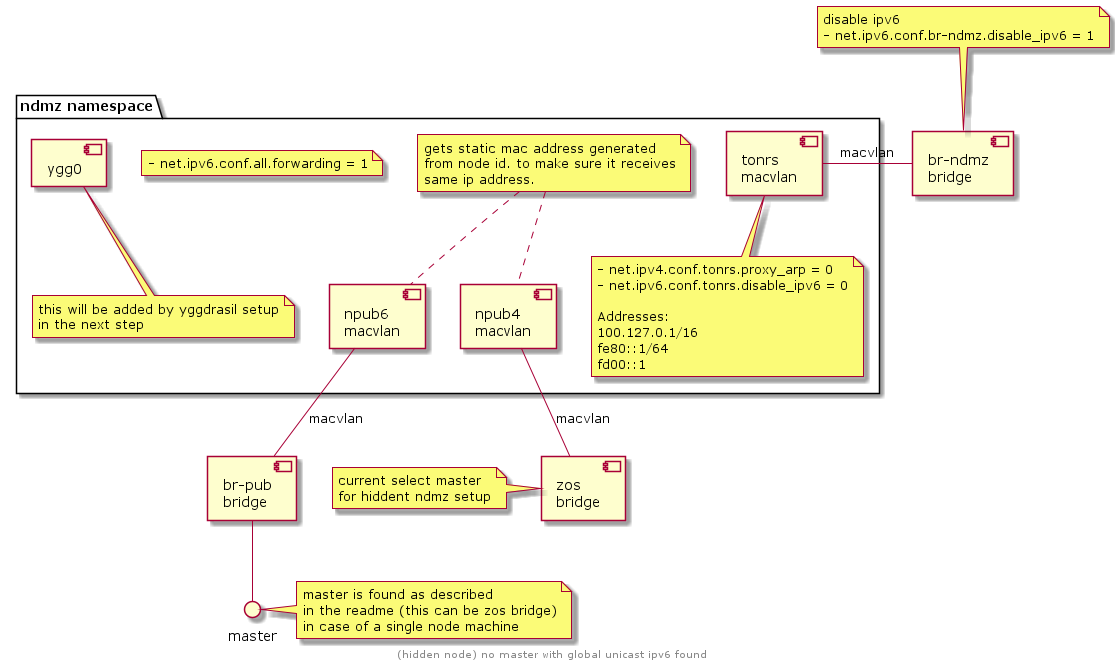 disable ipv6
- net.ipv6.conf.br-ndmz.disable_ipv6 = 1
ndmz namespace
ygg0
- net.ipv6.conf.all.forwarding = 1
gets static mac address generated
from node id. to make sure it receives
same ip address.
tonrs
macvlan
macvlan
br-ndmz
bridge
this will be added by yggdrasil setup
in the next step
npub6
macvlan
npub4
macvlan
- net.ipv4.conf.tonrs.proxy_arp = 0
- net.ipv6.conf.tonrs.disable_ipv6 = 0
Addresses:
100.127.0.1/16
fe80::1/64
fd00::1
macvlan
macvlan
br-pub
bridge
current select master
for hiddent ndmz setup
zos
bridge
master is found as described
in the readme (this can be zos bridge)
in case of a single node machine
master
(hidden node) no master with global unicast ipv6 found